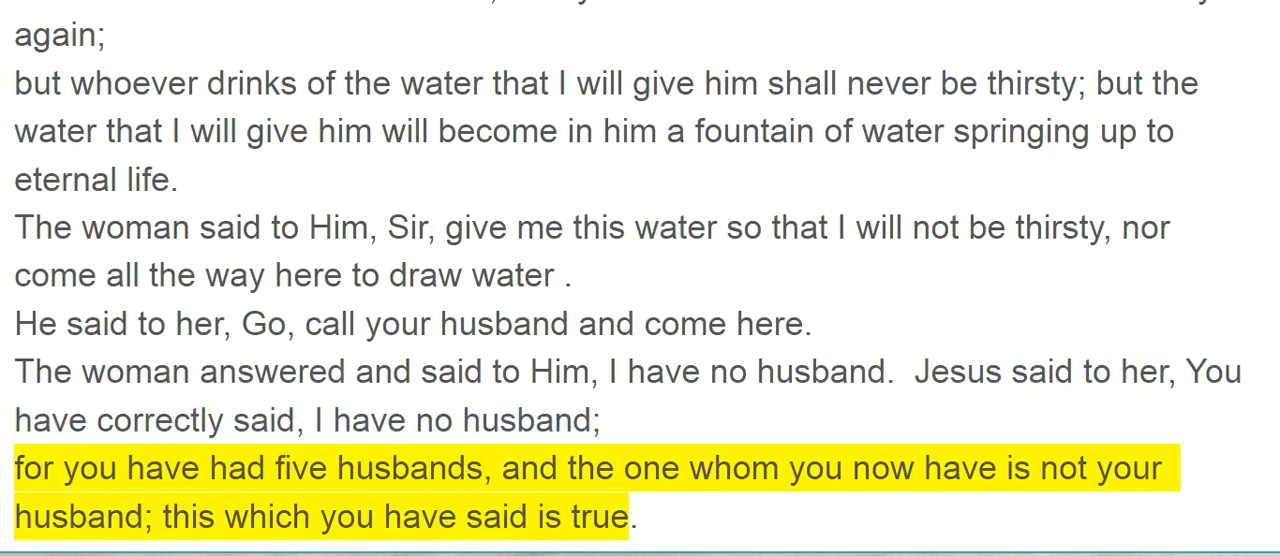 again;
but whoever drinks of the water that I will give him shall never be thirsty; but the
water that I will give him will become in him a fountain of water springing up to
eternal life.
The woman said to Him, Sir, give me this water so that I will not be thirsty, nor
come all the way here to draw water .
He said to her, Go, call your husband and come here.
The woman answered and said to Him, I have no husband.  Jesus said to her, You
have correctly said, I have no husband;
for you have had five husbands, and the one whom you now have is not your
husband; this which you have said is true.